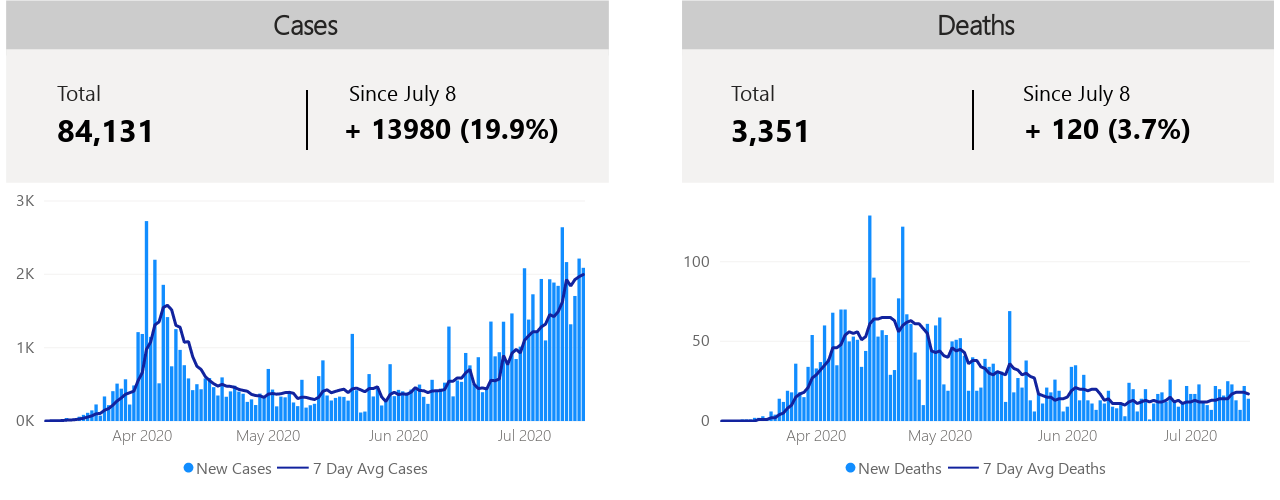 Cases
Total
Since July 8
84,131
+ 13980 (19.9%)
3K
2K
1K
0K
Apr 2020
May 2020
Jun 2020
Jul 2020
New Cases
7 Day Avg Cases
Deaths
Total
Since July 8
3,351
+ 120 (3.7%)
100
50
0
Apr 2020
May 2020
Jun 2020
Jul 2020
New Deaths
7 Day Avg Deaths